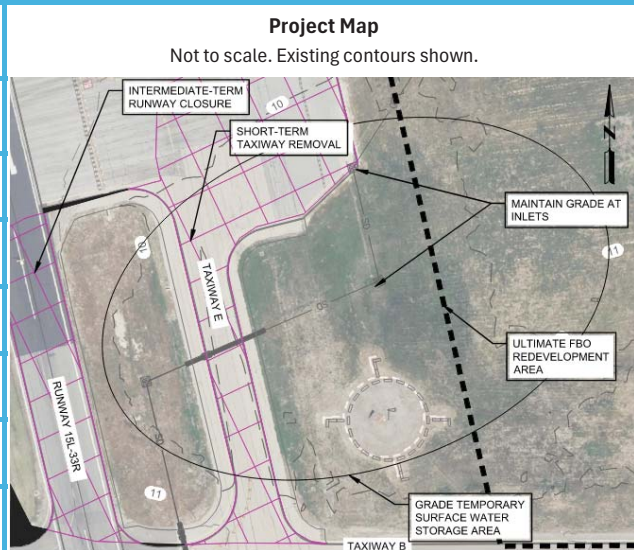 Project Map
Not to scale. Existing contours shown.
INTERMEDIATE-TERM
RUNWAY CLOSURE
10
SHORT-TERM
TAXIWAY REMOVAL
N
MAINTAIN GRADE AT
INLETS
10
11
TAXIWAY E
ULTIMATE FBO
REDEVELOPMENT
AREA
RUNWAY 15L-33R
11
GRADE TEMPORARY
SURFACE WATER
STORAGE AREA
TAXIWAY B